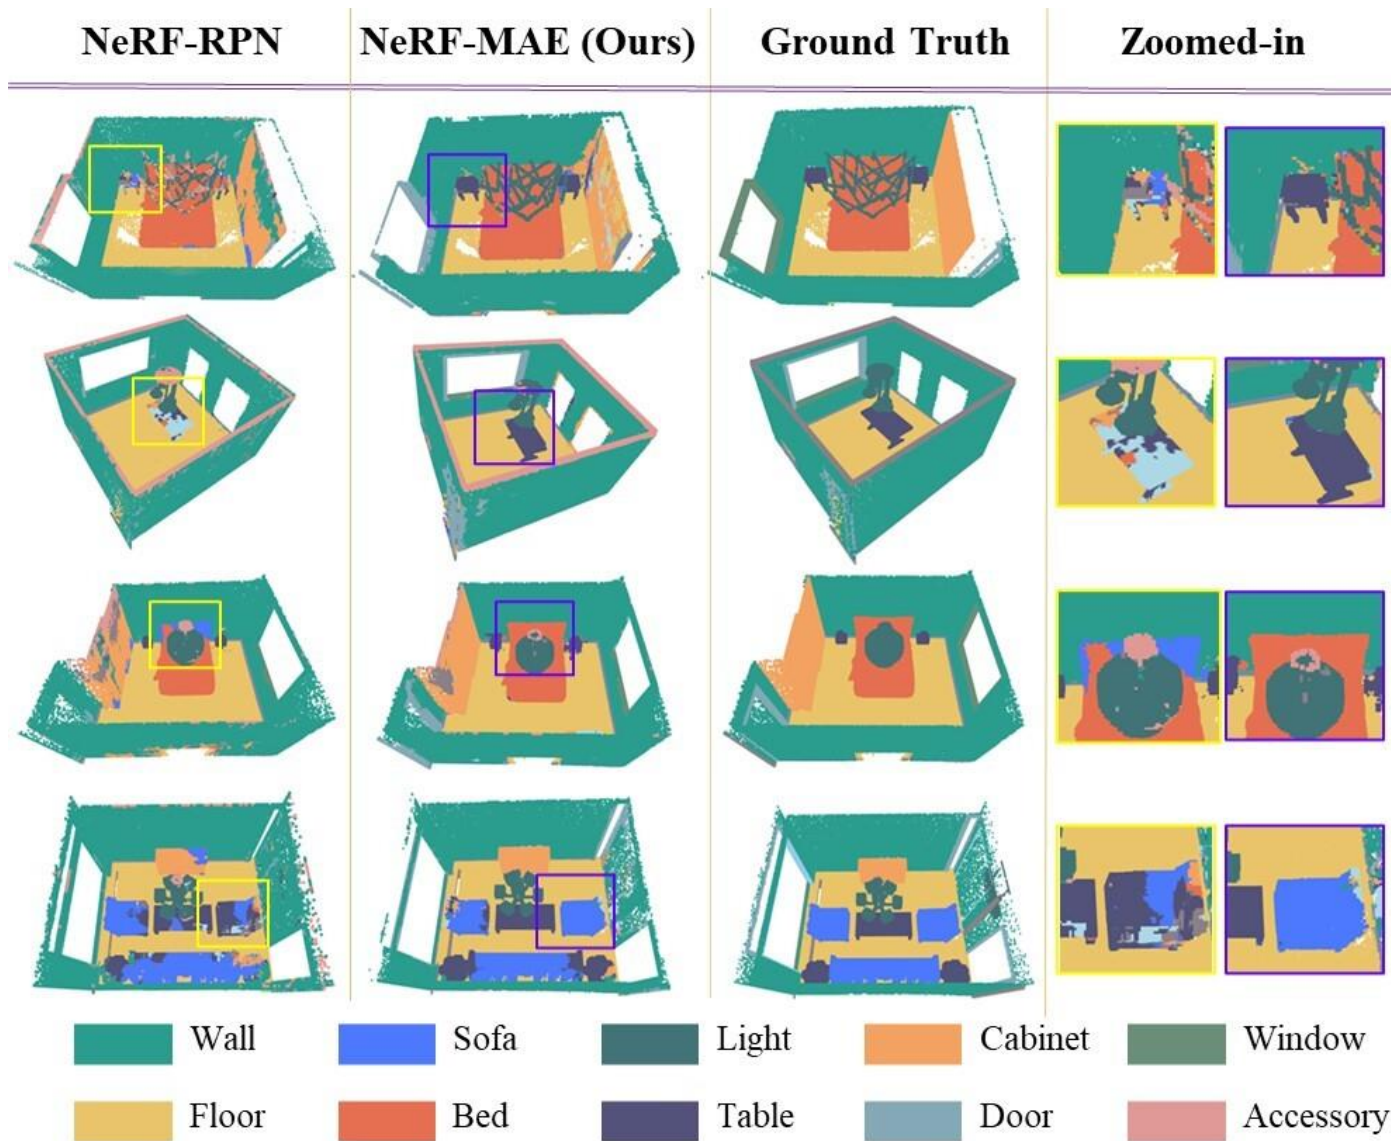 NeRF-RPN NeRF-MAE (Ours) Ground Truth Zoomed-in
Wall Sofa Light Cabinet Window
Floor Bed Table Door Accessory